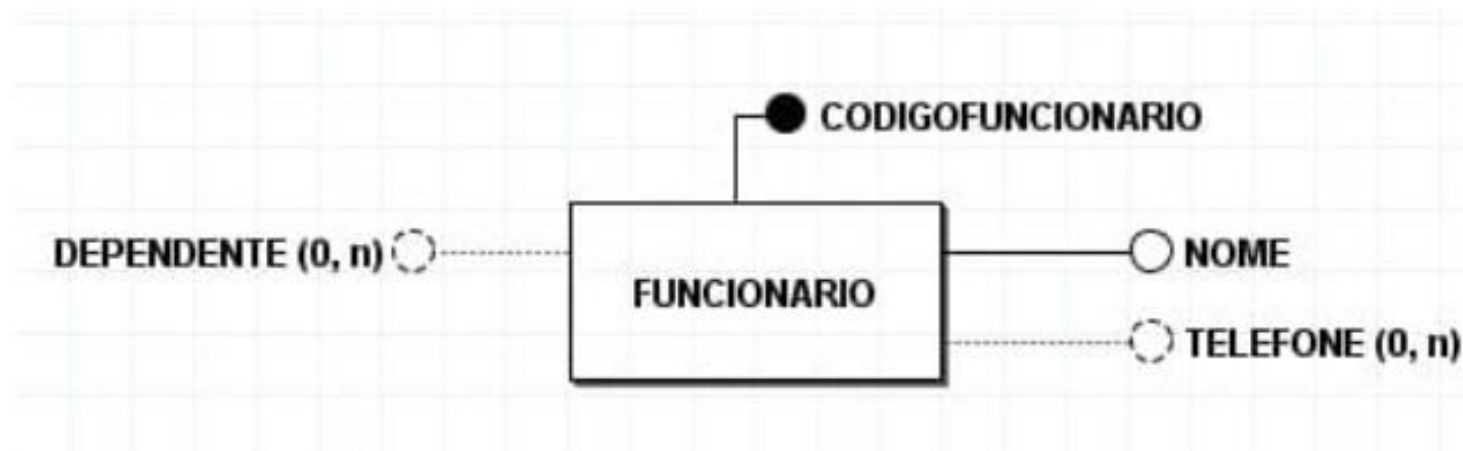 CODIGOFUNCIONARIO
DEPENDENTE (0, n)
NOME
FUNCIONARIO
TELEFONE (0, n)